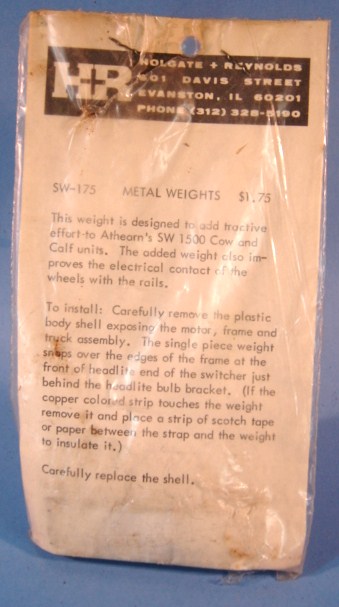 H+R
HOLGATE + REYNOLDS
601 DAVIS STREET
EVANSTON, IL 60201
PHONE (312) 328-5190
SW-175 METAL WEIGHTS $1.75
This weight is designed to add tractive
effort to Athearn's SW 1500 Cow and
Calf units. The added weight also im-
proves the electrical contact of the
wheels with the rails.
To install: Carefully remove the plastic
body shell exposing the motor, frame and
truck assembly. The single piece weight
snaps over the edges of the frame at the
front of headlite end of the switcher just
behind the headlite bulb bracket. (If the
copper colored strip touches the weight
remove it and place a strip of scotch tape
or paper between the strap and the weight
to insulate it.)
Carefully replace the shell.